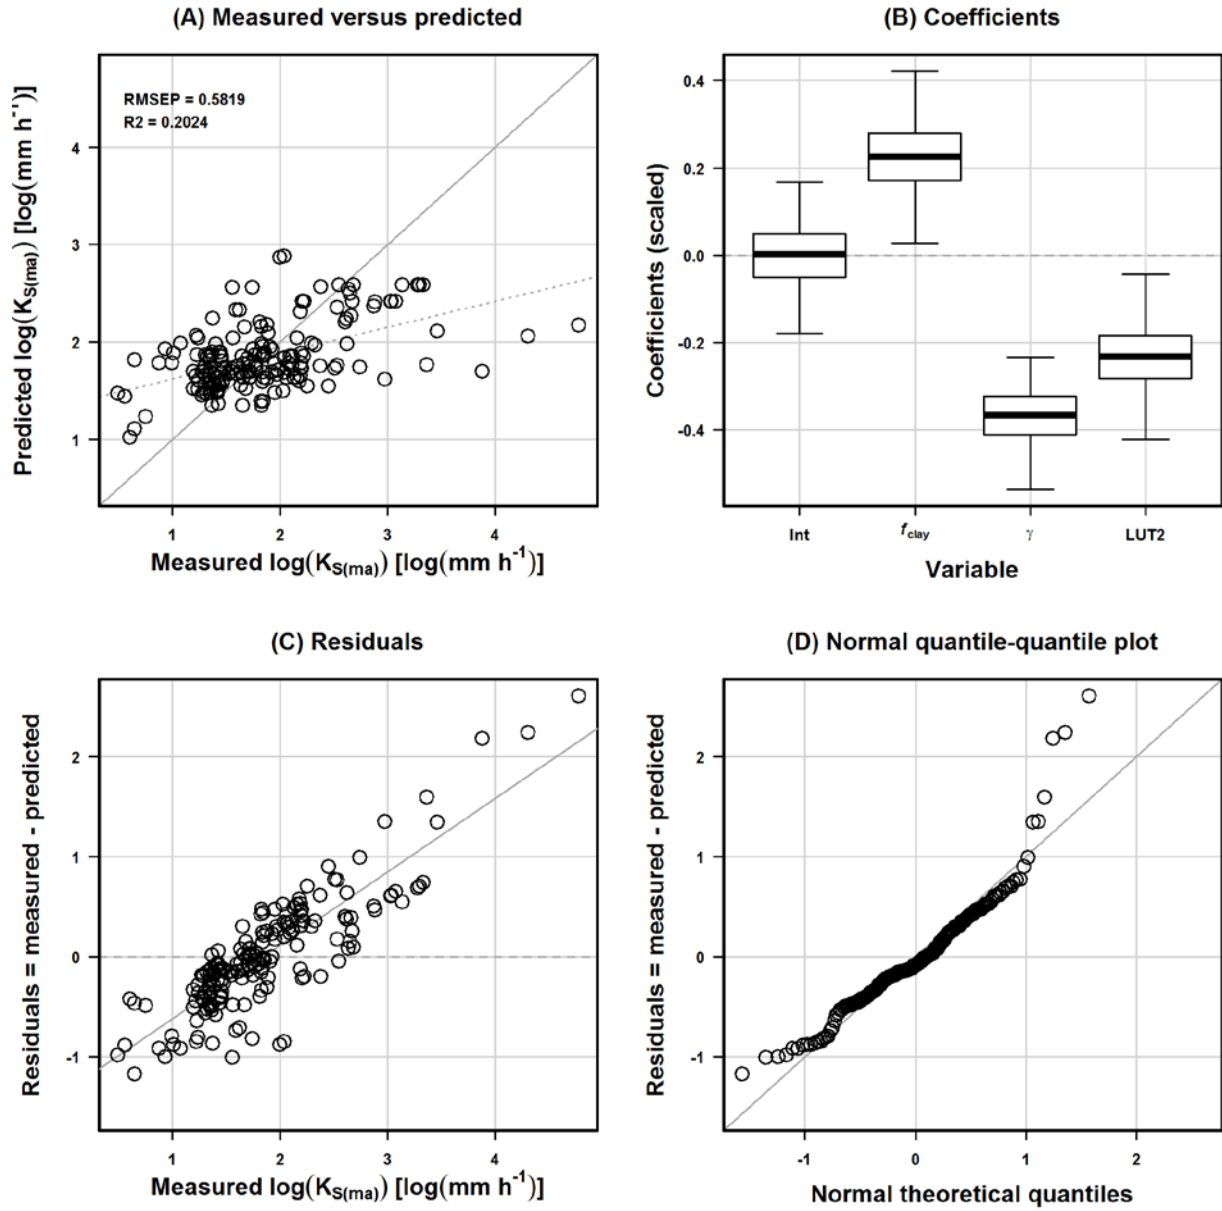 (A) Measured versus predicted
Predicted log(K_S(ma)) [log(mm h⁻¹)]
RMSEP = 0.5819
R2 = 0.2024
4
3
2
1
1 2 3 4
Measured log(K_S(ma)) [log(mm h⁻¹)]
(B) Coefficients
Coefficients (scaled)
0.4
0.2
0.0
-0.2
-0.4
Int f_clay γ LUT2
Variable
(C) Residuals
Residuals = measured - predicted
2
1
0
-1
1 2 3 4
Measured log(K_S(ma)) [log(mm h⁻¹)]
(D) Normal quantile-quantile plot
Residuals = measured - predicted
2
1
0
-1
-1 0 1 2
Normal theoretical quantiles